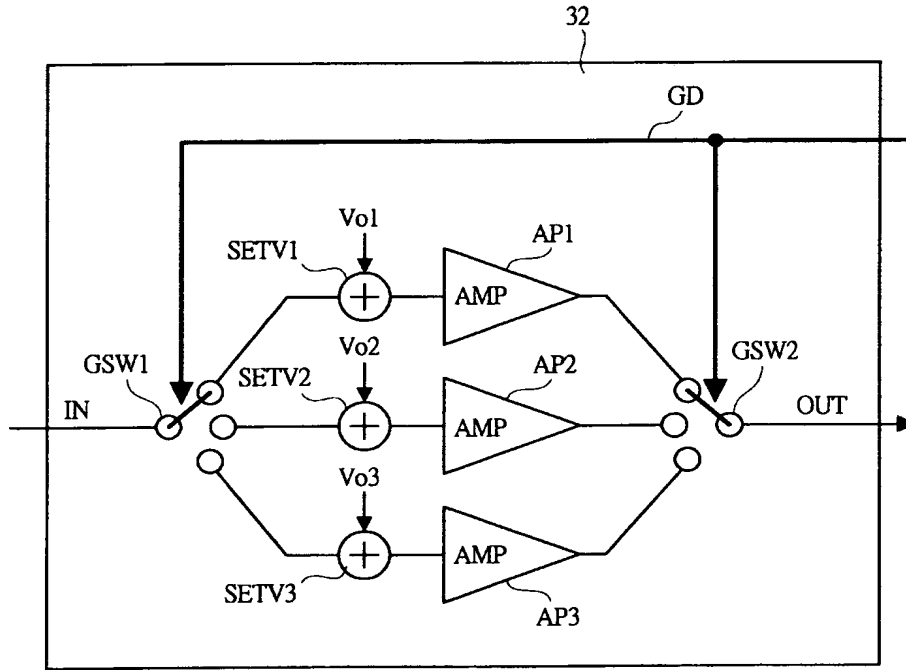 32
GD
Vo1
SETV1
AP1
AMP
GSW1
Vo2
SETV2
AP2
GSW2
IN
AMP
OUT
Vo3
AMP
SETV3
AP3